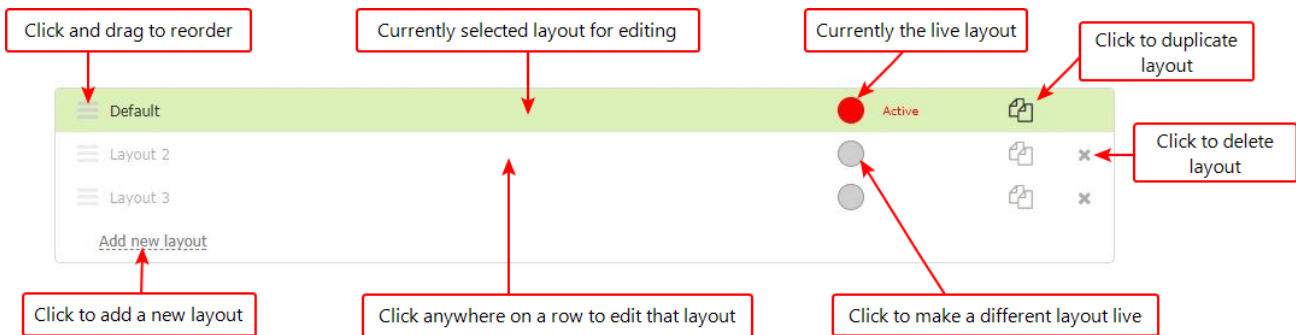 Click and drag to reorder
Currently selected layout for editing
Currently the live layout
Click to duplicate
layout
Default
Active
Layout 2
Click to delete
layout
Layout 3
Add new layout
Click to add a new layout
Click anywhere on a row to edit that layout
Click to make a different layout live